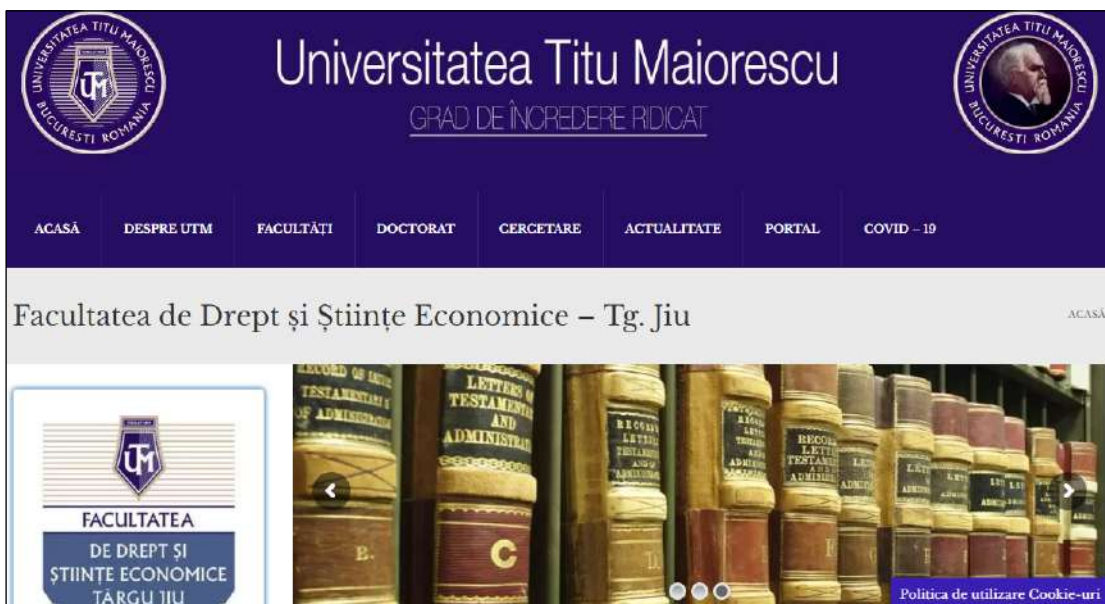 UNIVERSITATEA TITU MAIORESCU
UTM
BUCURESTI ROMANIA
Universitatea Titu Maiorescu
GRAD DE ÎNCREDERE RIDICAT
UNIVERSITATEA TITU MAIORESCU
BUCURESTI ROMANIA
ACASĂ
DESPRE UTM
FACULTĂȚI
DOCTORAT
CERCETARE
ACTUALITATE
PORTAL
COVID – 19
Facultatea de Drept și Științe Economice – Tg. Jiu
ACASĂ
UTM
FACULTATEA
DE DREPT ȘI
ȘTIINȚE ECONOMICE
TÂRGU JIU
LETTERS
TESTAMENTARY
AND
B.
C
D.
Politica de utilizare Cookie-uri